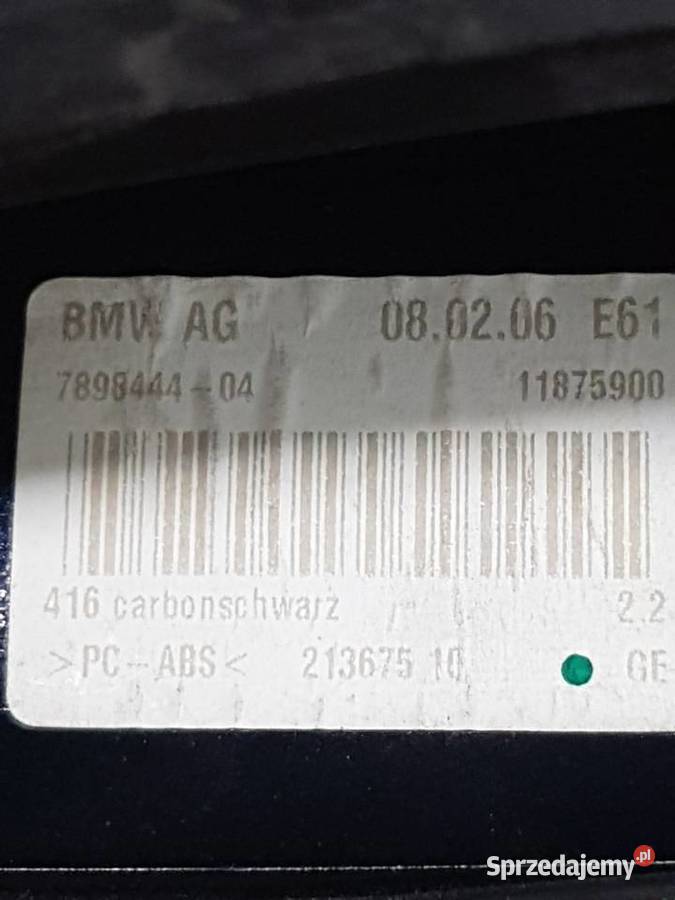 BMW AG 08.02.06 E61
7898444-04 11875900
416 carbonschwarz 2.2
>PC-ABS< 213675 10 GE-
Sprzedajemy.pl